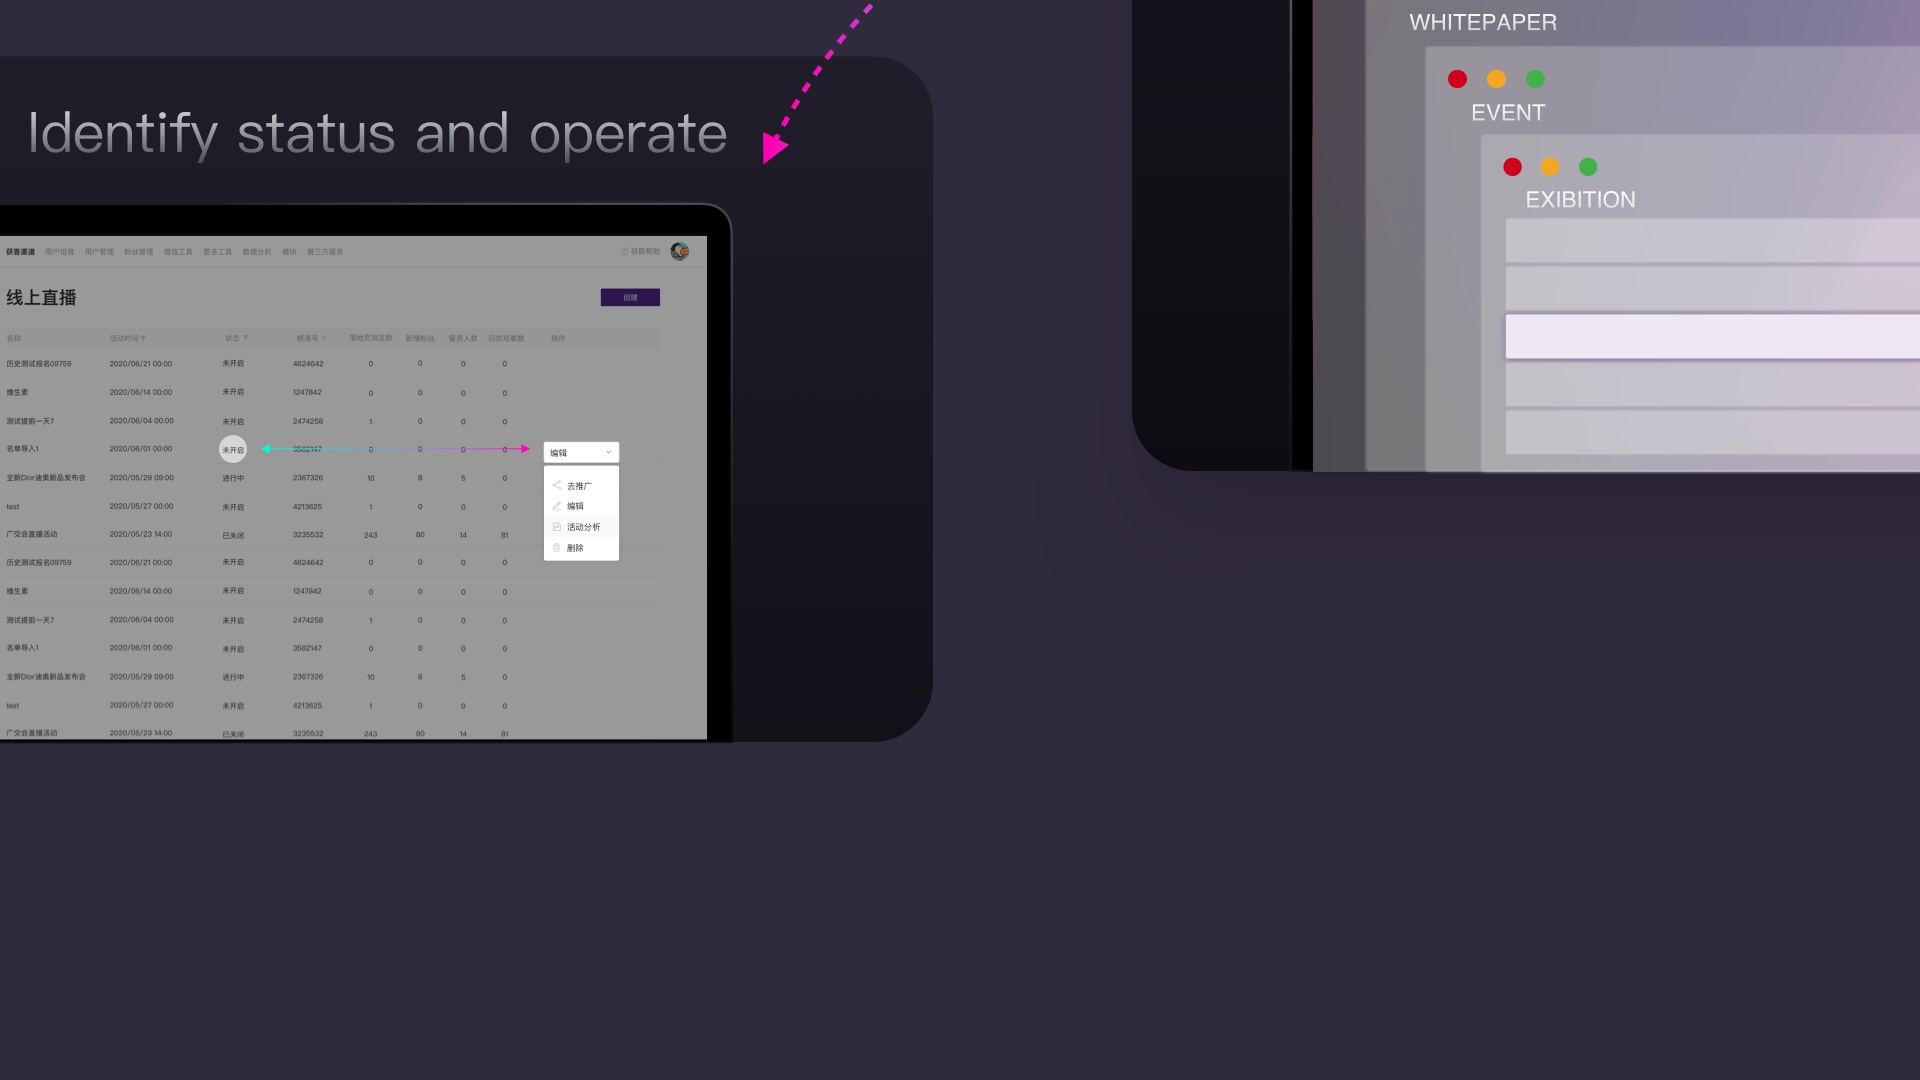 WHITEPAPER
EVENT
EXIBITION
Identify status and operate
获客渠道 用户培育 用户管理 粉丝管理 微信工具 更多工具 数据分析 模块 第三方服务 获取帮助
线上直播 创建
名称 活动时间 状态 频道号 落地页浏览数 新增粉丝 留资人数 回放观看数 操作
历史测试报名09759 2020/06/21 00:00 未开启 4624642 0 0 0 0
维生素 2020/06/14 00:00 未开启 1247842 0 0 0 0
测试提前一天7 2020/06/04 00:00 未开启 2474258 1 0 0 0
名单导入1 2020/06/01 00:00 未开启 3582147 0 0 0 0 编辑
全新Dior迪奥新品发布会 2020/05/29 09:00 进行中 2367326 10 8 5 0
去推广
test 2020/05/27 00:00 未开启 4213625 1 0 0 0
编辑
活动分析
广交会直播活动 2020/05/23 14:00 已关闭 3235532 243 80 14 81
删除
历史测试报名09759 2020/06/21 00:00 未开启 4624642 0 0 0 0
维生素 2020/06/14 00:00 未开启 1247842 0 0 0 0
测试提前一天7 2020/06/04 00:00 未开启 2474258 1 0 0 0
名单导入1 2020/06/01 00:00 未开启 3582147 0 0 0 0
全新Dior迪奥新品发布会 2020/05/29 09:00 进行中 2367326 10 8 5 0
test 2020/05/27 00:00 未开启 4213625 1 0 0 0
广交会直播活动 2020/05/23 14:00 已关闭 3235532 243 80 14 81